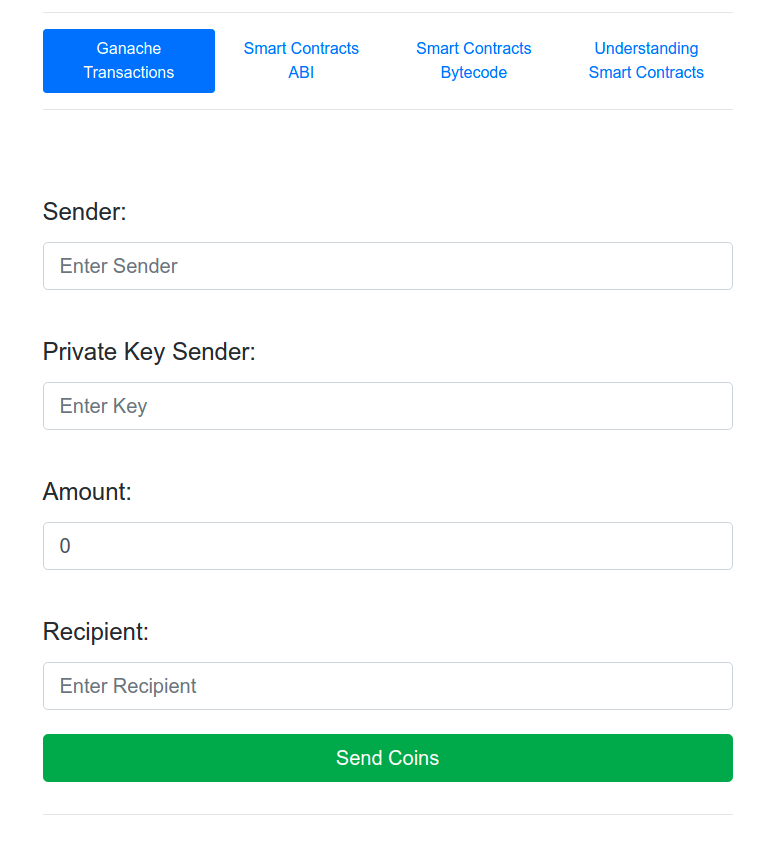 Ganache
Transactions
Smart Contracts
ABI
Smart Contracts
Bytecode
Understanding
Smart Contracts
Sender:
Enter Sender
Private Key Sender:
Enter Key
Amount:
0
Recipient:
Enter Recipient
Send Coins